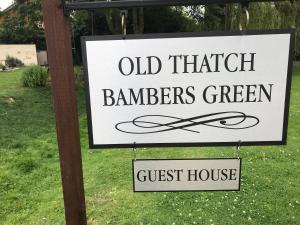 OLD THATCH
BAMBERS GREEN
GUEST HOUSE